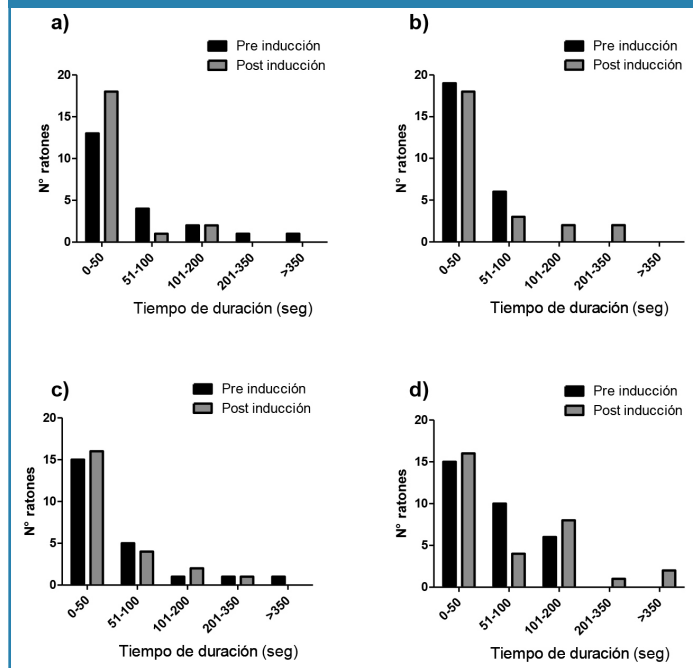 a)
Pre inducción
Post inducción
20
15
10
5
0
N° ratones
0-50
51-100
101-200
201-350
>350
Tiempo de duración (seg)
b)
Pre inducción
Post inducción
20
15
10
5
0
N° ratones
0-50
51-100
101-200
201-350
>350
Tiempo de duración (seg)
c)
Pre inducción
Post inducción
20
15
10
5
0
N° ratones
0-50
51-100
101-200
201-350
>350
Tiempo de duración (seg)
d)
Pre inducción
Post inducción
20
15
10
5
0
N° ratones
0-50
51-100
101-200
201-350
>350
Tiempo de duración (seg)